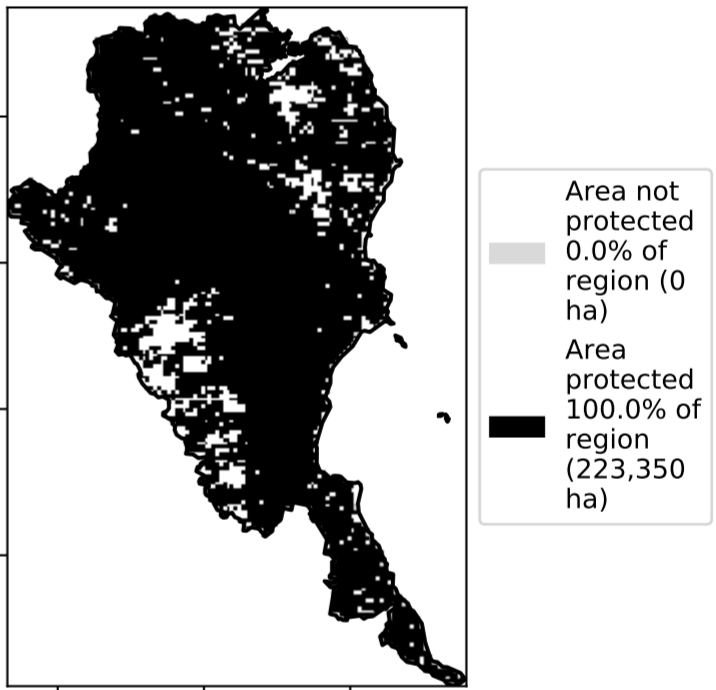 Area not
protected
0.0% of
region (0
ha)
Area
protected
100.0% of
region
(223,350
ha)